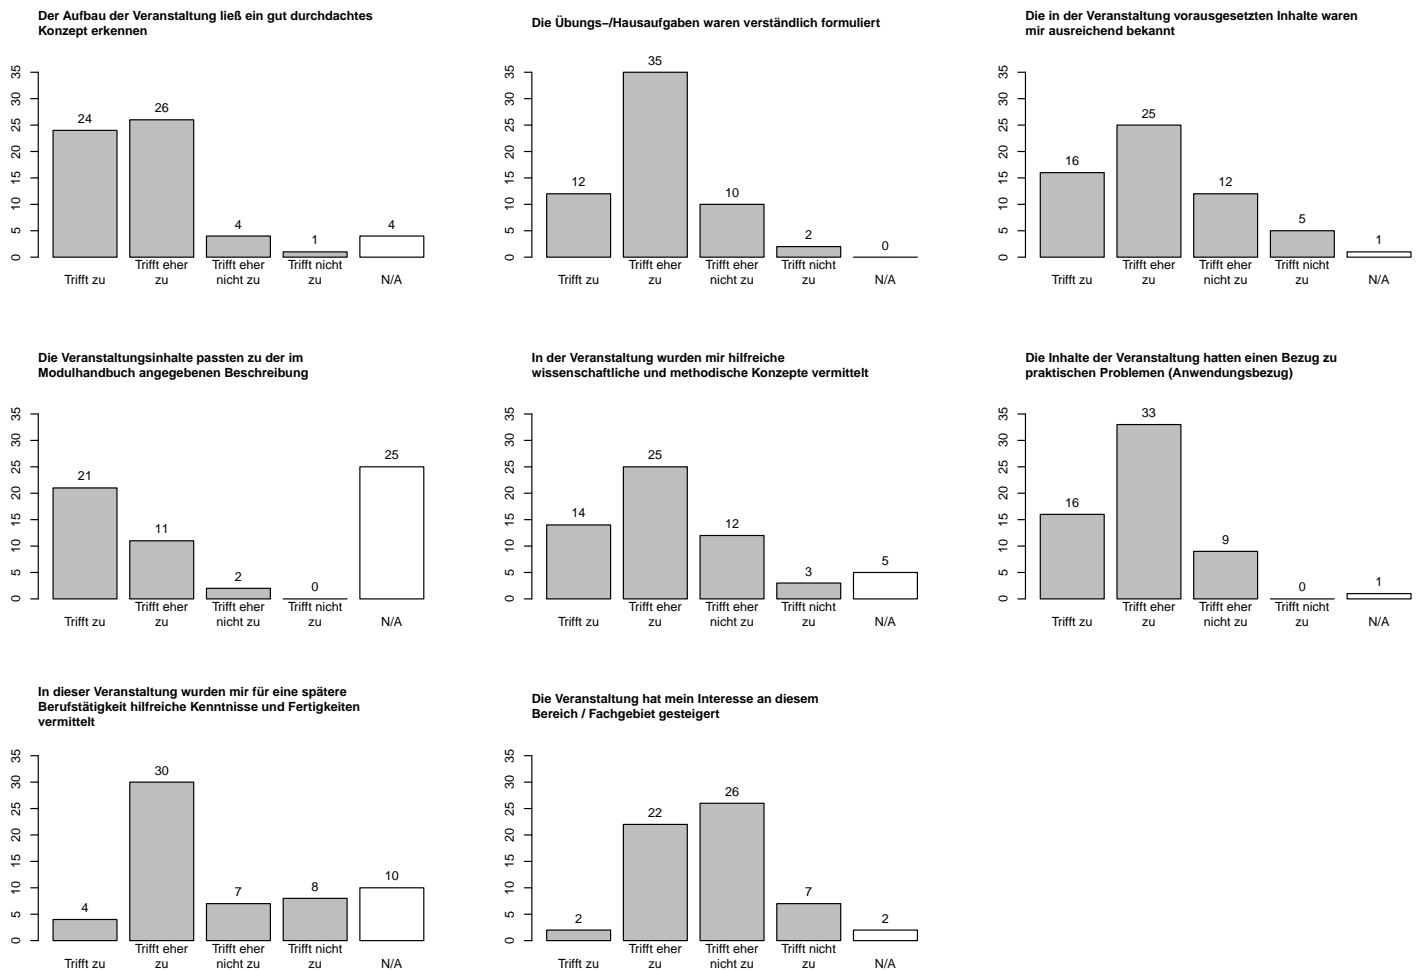 Der Aufbau der Veranstaltung ließ ein gut durchdachtes
Konzept erkennen
35
30
25
20
15
10
5
0
24
26
4
1
4
Trifft zu
Trifft eher
zu
Trifft eher
nicht zu
Trifft nicht
zu
N/A
Die Übungs–/Hausaufgaben waren verständlich formuliert
35
30
25
20
15
10
5
0
12
35
10
2
0
Trifft zu
Trifft eher
zu
Trifft eher
nicht zu
Trifft nicht
zu
N/A
Die in der Veranstaltung vorausgesetzten Inhalte waren
mir ausreichend bekannt
35
30
25
20
15
10
5
0
16
25
12
5
1
Trifft zu
Trifft eher
zu
Trifft eher
nicht zu
Trifft nicht
zu
N/A
Die Veranstaltungsinhalte passten zu der im
Modulhandbuch angegebenen Beschreibung
35
30
25
20
15
10
5
0
21
11
2
0
25
Trifft zu
Trifft eher
zu
Trifft eher
nicht zu
Trifft nicht
zu
N/A
In der Veranstaltung wurden mir hilfreiche
wissenschaftliche und methodische Konzepte vermittelt
35
30
25
20
15
10
5
0
14
25
12
3
5
Trifft zu
Trifft eher
zu
Trifft eher
nicht zu
Trifft nicht
zu
N/A
Die Inhalte der Veranstaltung hatten einen Bezug zu
praktischen Problemen (Anwendungsbezug)
35
30
25
20
15
10
5
0
16
33
9
0
1
Trifft zu
Trifft eher
zu
Trifft eher
nicht zu
Trifft nicht
zu
N/A
In dieser Veranstaltung wurden mir für eine spätere
Berufstätigkeit hilfreiche Kenntnisse und Fertigkeiten
vermittelt
35
30
25
20
15
10
5
0
4
30
7
8
10
Trifft zu
Trifft eher
zu
Trifft eher
nicht zu
Trifft nicht
zu
N/A
Die Veranstaltung hat mein Interesse an diesem
Bereich / Fachgebiet gesteigert
35
30
25
20
15
10
5
0
2
22
26
7
2
Trifft zu
Trifft eher
zu
Trifft eher
nicht zu
Trifft nicht
zu
N/A